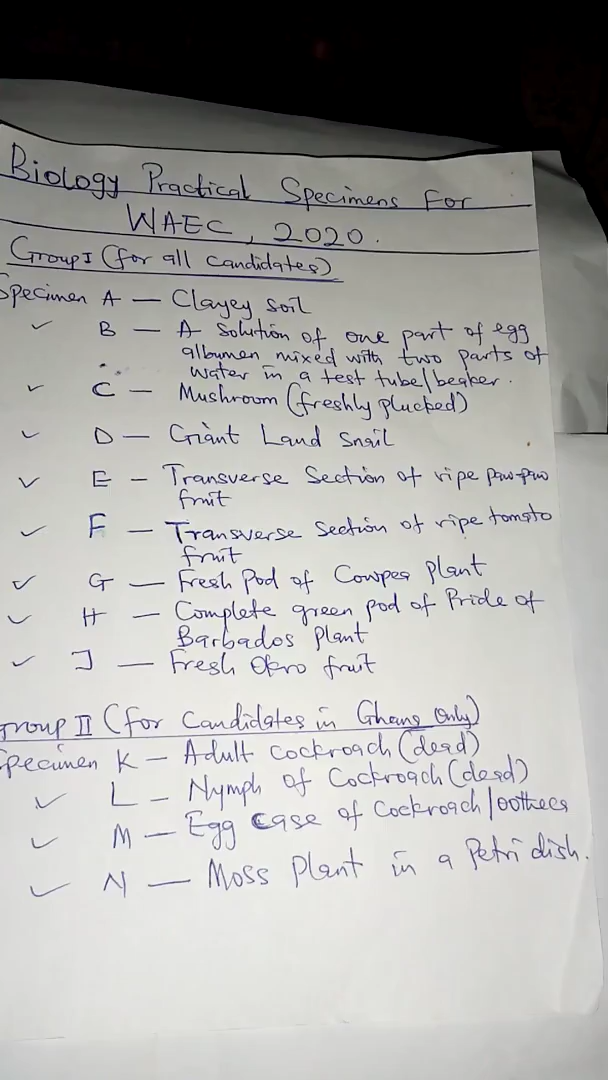 Biology Practical Specimens For
WAEC, 2020.
Group I (for all candidates)
Specimen A — Clayey soil
✓ B — A Solution of one part of egg
albumen mixed with two parts of
water in a test tube/beaker.
✓ C — Mushroom (freshly plucked)
✓ D — Giant Land Snail
✓ E — Transverse Section of ripe paw-paw
fruit
✓ F — Transverse Section of ripe tomato
fruit
✓ G — Fresh Pod of Cowpea Plant
✓ H — Complete green pod of Pride of
Barbados Plant
✓ J — Fresh Okro fruit
Group II (for candidates in Ghana Only)
Specimen K — Adult cockroach (dead)
✓ L — Nymph of Cockroach (dead)
✓ M — Egg case of Cockroach/ootheca
✓ N — Moss Plant in a Petri dish.